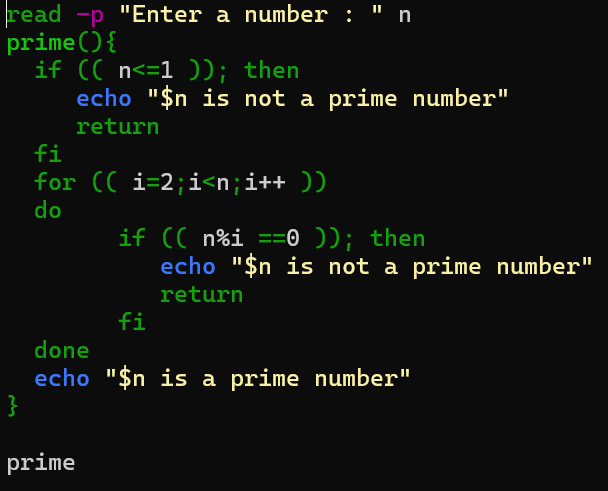 read -p "Enter a number : " n
prime(){
  if (( n<=1 )); then
     echo "$n is not a prime number"
     return
  fi
  for (( i=2;i<n;i++ ))
  do
        if (( n%i ==0 )); then
           echo "$n is not a prime number"
           return
        fi
  done
  echo "$n is a prime number"
}

prime